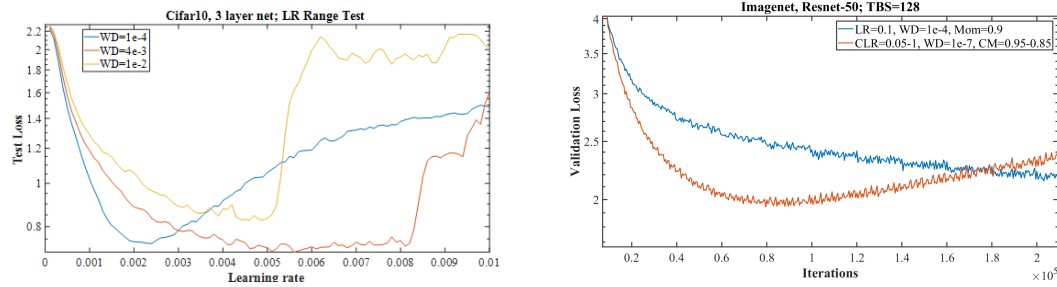 Cifar10, 3 layer net; LR Range Test
WD=1e-4
WD=4e-3
WD=1e-2
Test Loss
2.2
2
1.8
1.6
1.4
1.2
1
0.8
0 0.001 0.002 0.003 0.004 0.005 0.006 0.007 0.008 0.009 0.01
Learning rate
Imagenet, Resnet-50; TBS=128
LR=0.1, WD=1e-4, Mom=0.9
CLR=0.05-1, WD=1e-7, CM=0.95-0.85
Validation Loss
4
3
2.5
2
0.2 0.4 0.6 0.8 1 1.2 1.4 1.6 1.8 2
×10⁵
Iterations